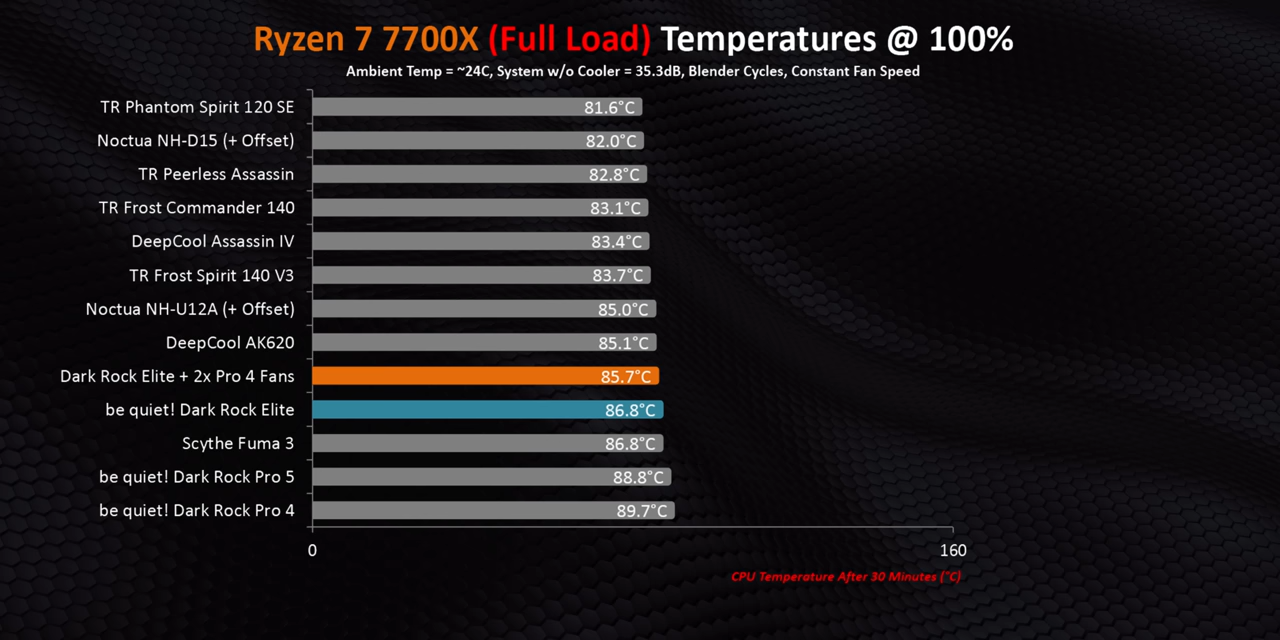 Ryzen 7 7700X (Full Load) Temperatures @ 100%
Ambient Temp = ~24C, System w/o Cooler = 35.3dB, Blender Cycles, Constant Fan Speed
TR Phantom Spirit 120 SE 81.6°C
Noctua NH-D15 (+ Offset) 82.0°C
TR Peerless Assassin 82.8°C
TR Frost Commander 140 83.1°C
DeepCool Assassin IV 83.4°C
TR Frost Spirit 140 V3 83.7°C
Noctua NH-U12A (+ Offset) 85.0°C
DeepCool AK620 85.1°C
Dark Rock Elite + 2x Pro 4 Fans 85.7°C
be quiet! Dark Rock Elite 86.8°C
Scythe Fuma 3 86.8°C
be quiet! Dark Rock Pro 5 88.8°C
be quiet! Dark Rock Pro 4 89.7°C
0 160
CPU Temperature After 30 Minutes (°C)